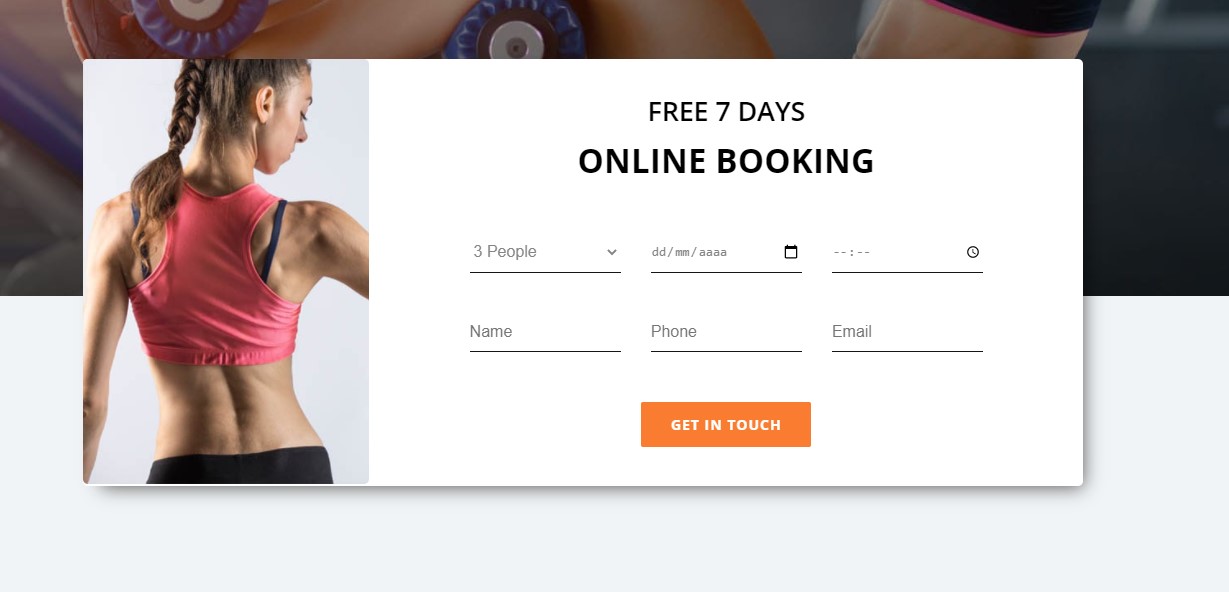 FREE 7 DAYS
ONLINE BOOKING
3 People dd/mm/aaaa --:--
Name Phone Email
GET IN TOUCH